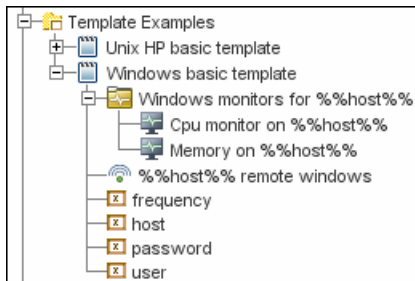 Template Examples
Unix HP basic template
Windows basic template
Windows monitors for %%host%%
Cpu monitor on %%host%%
Memory on %%host%%
%%host%% remote windows
frequency
host
password
user